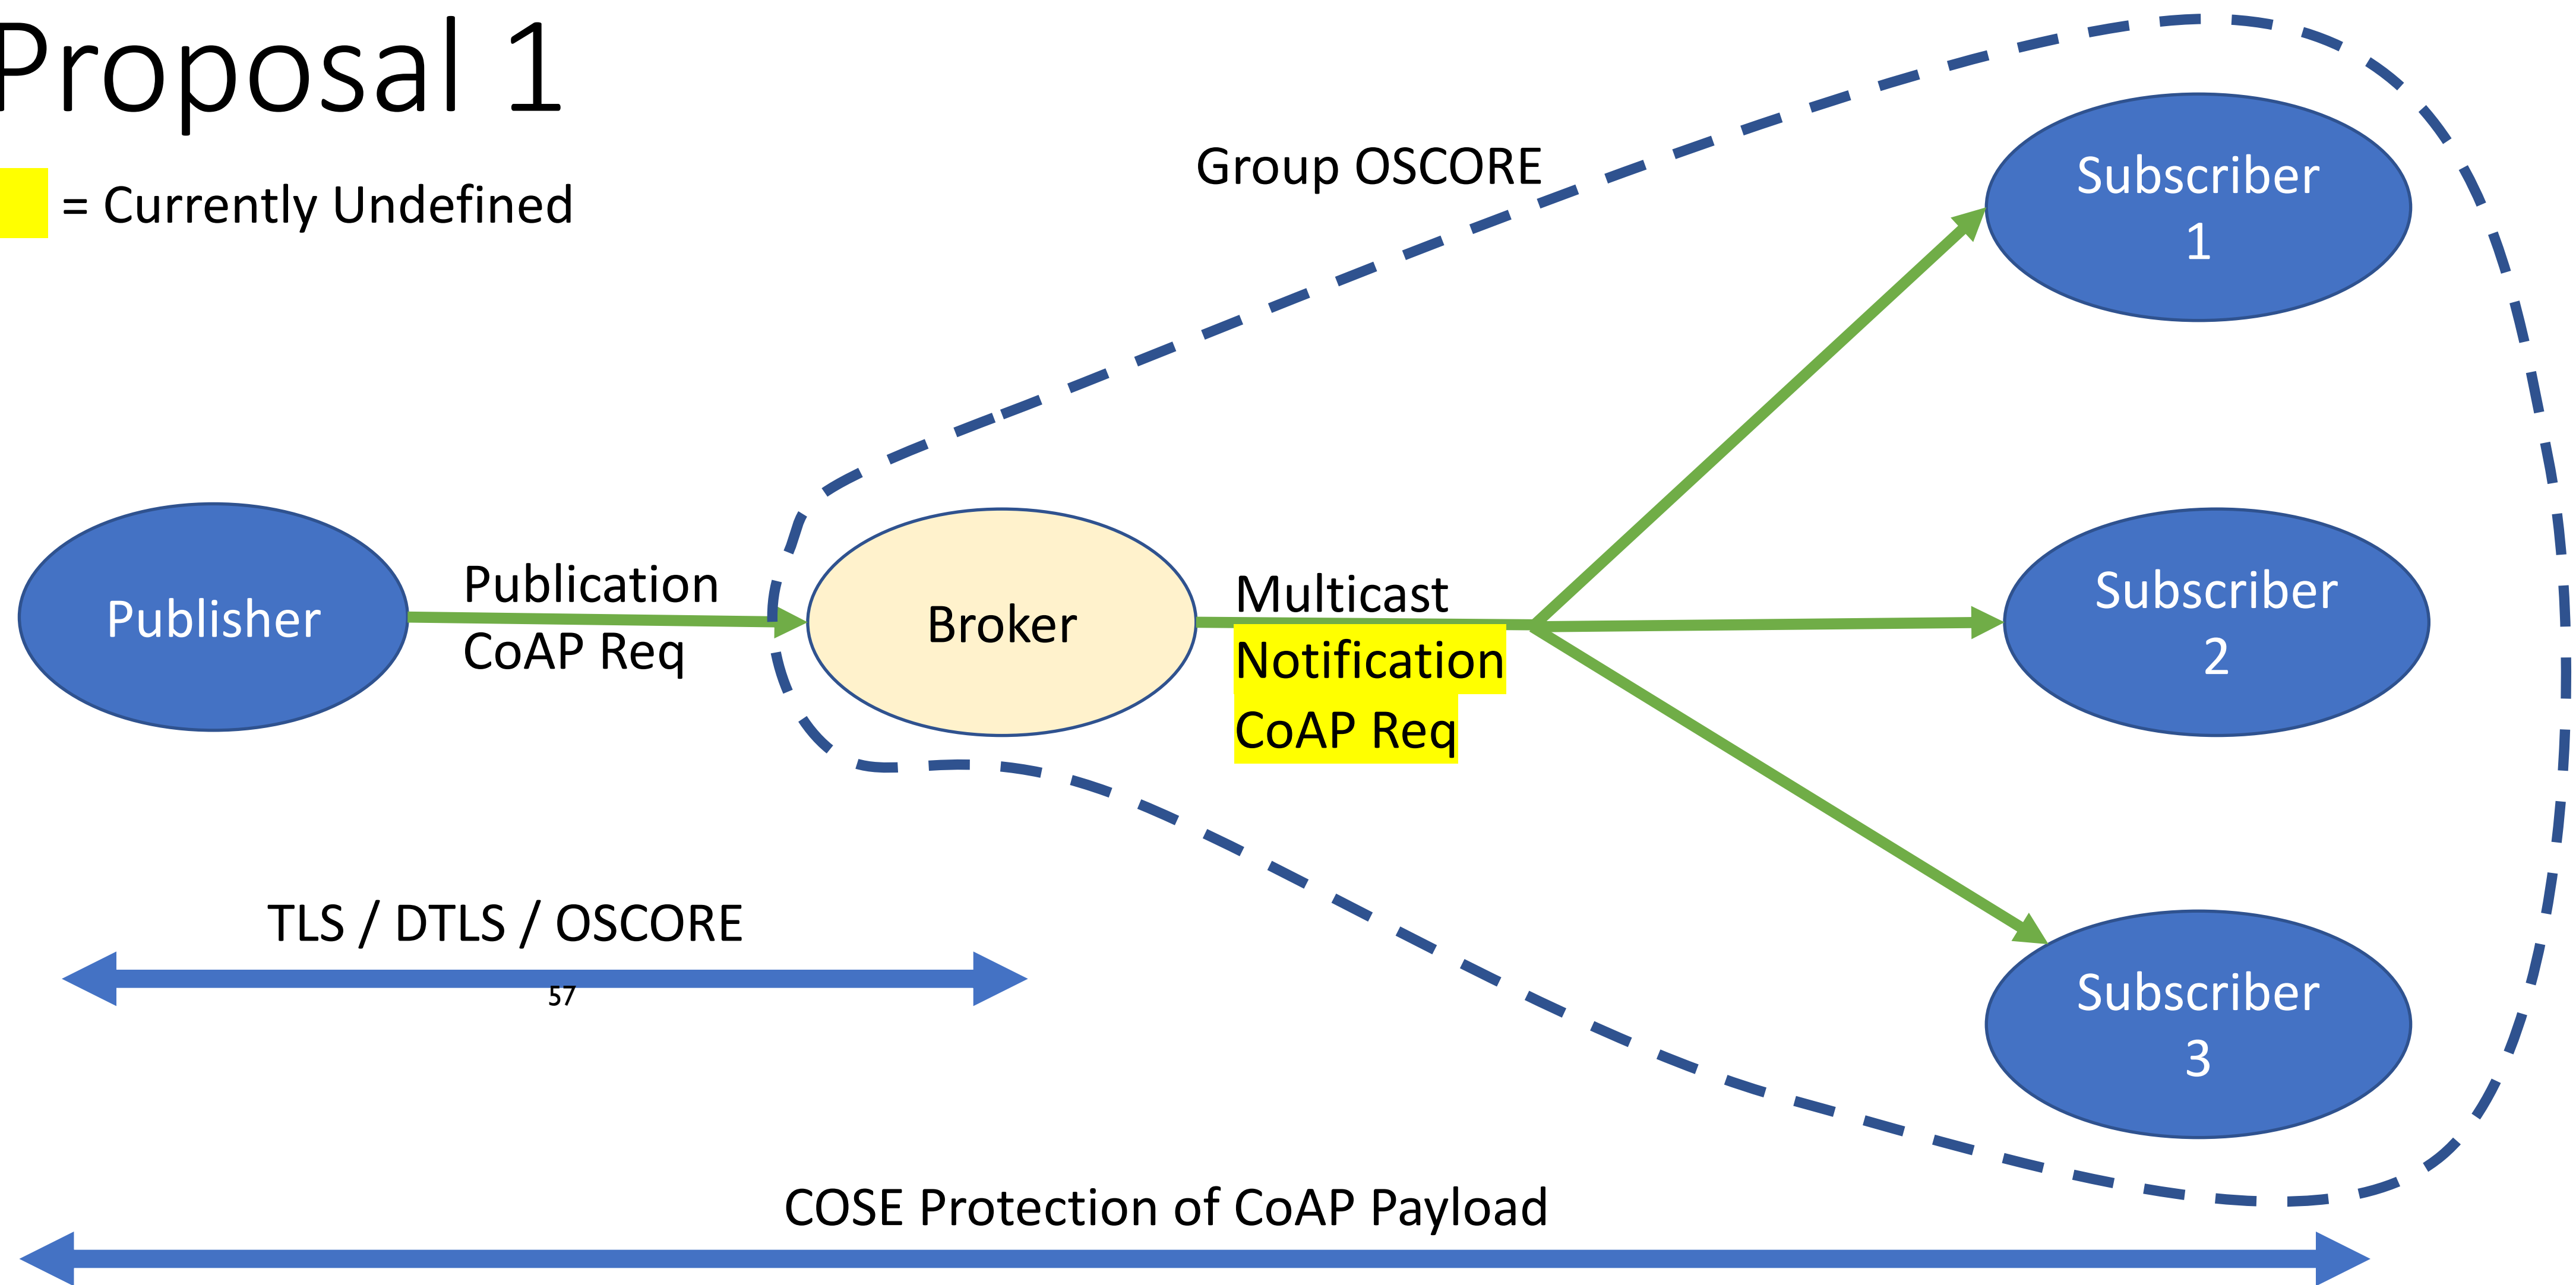 Proposal 1
= Currently Undefined
Group OSCORE
Subscriber
1
Publisher
Publication
CoAP Req
Broker
Multicast
Notification
CoAP Req
Subscriber
2
TLS / DTLS / OSCORE
57
Subscriber
3
COSE Protection of CoAP Payload